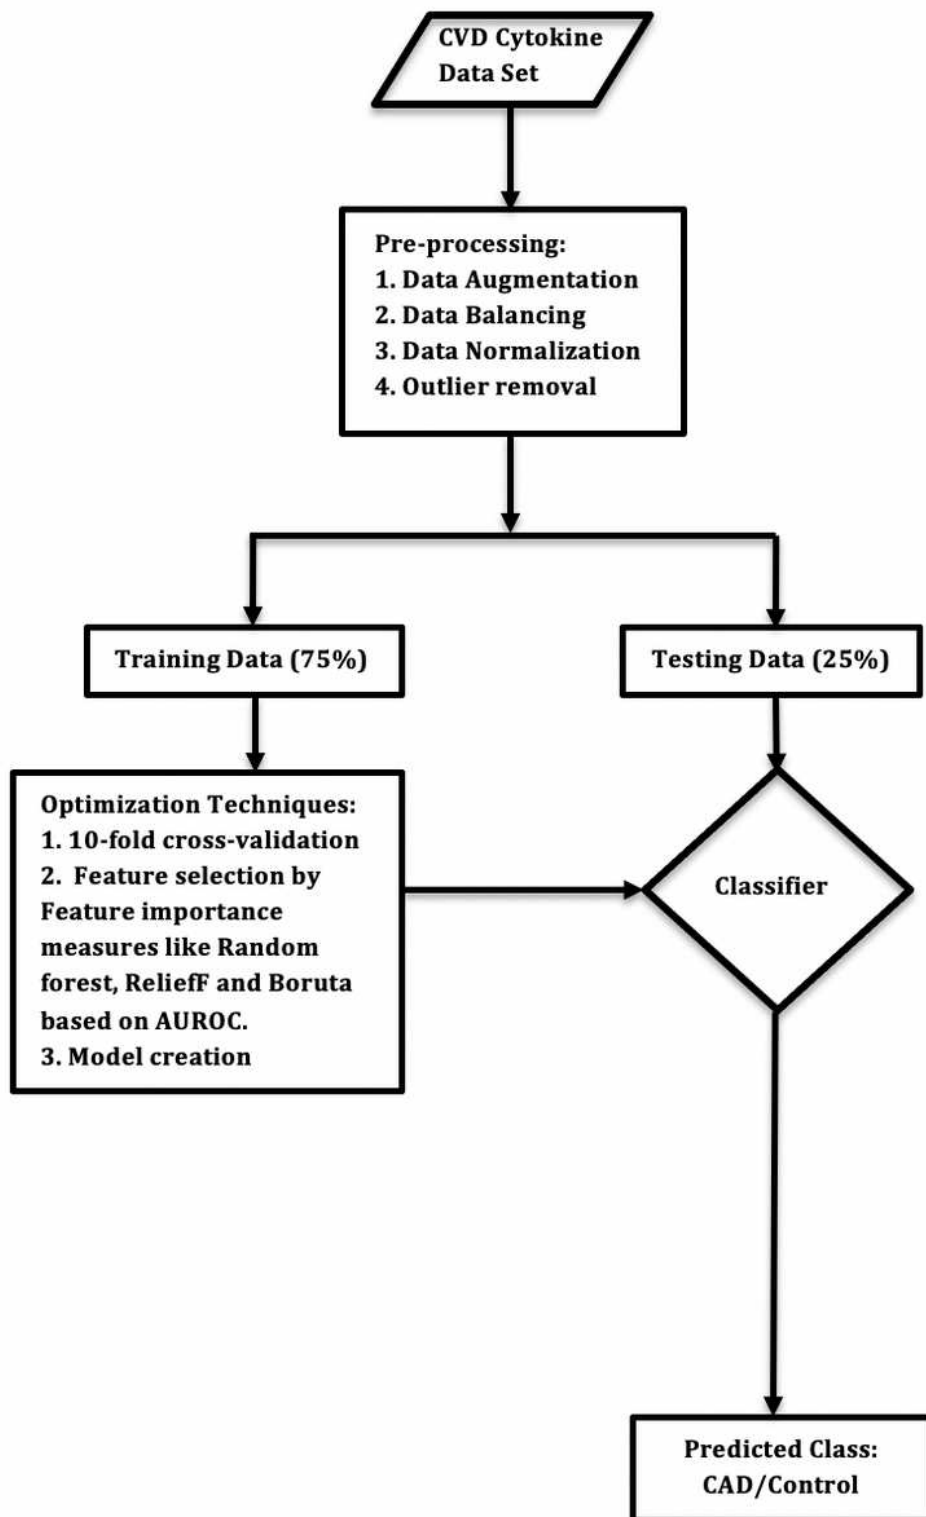 CVD Cytokine
Data Set
Pre-processing:
1. Data Augmentation
2. Data Balancing
3. Data Normalization
4. Outlier removal
Training Data (75%)
Testing Data (25%)
Optimization Techniques:
1. 10-fold cross-validation
2.  Feature selection by
Feature importance
measures like Random
forest, ReliefF and Boruta
based on AUROC.
3. Model creation
Classifier
Predicted Class:
CAD/Control